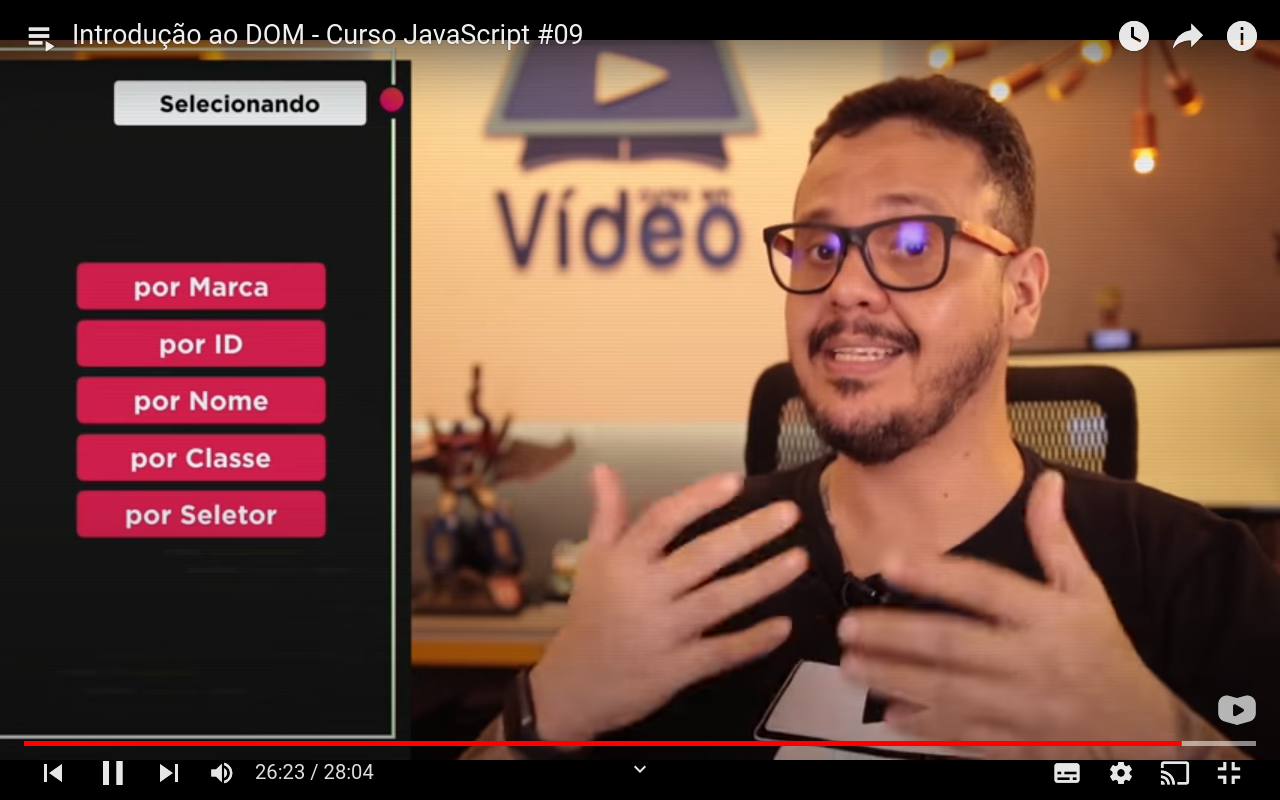 Introdução ao DOM - Curso JavaScript #09
Selecionando
por Marca
por ID
por Nome
por Classe
por Seletor
Vídeo
26:23 / 28:04